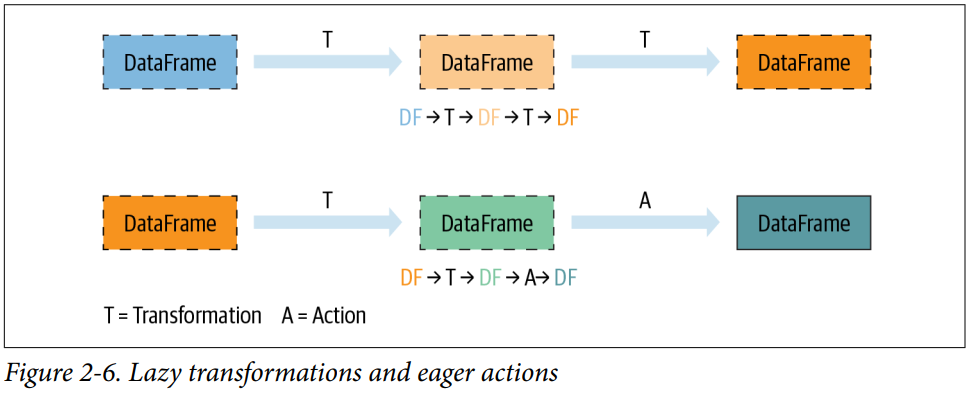 T T
DataFrame DataFrame DataFrame
DF → T → DF → T → DF
T A
DataFrame DataFrame DataFrame
DF → T → DF → A → DF
T = Transformation A = Action
Figure 2-6. Lazy transformations and eager actions